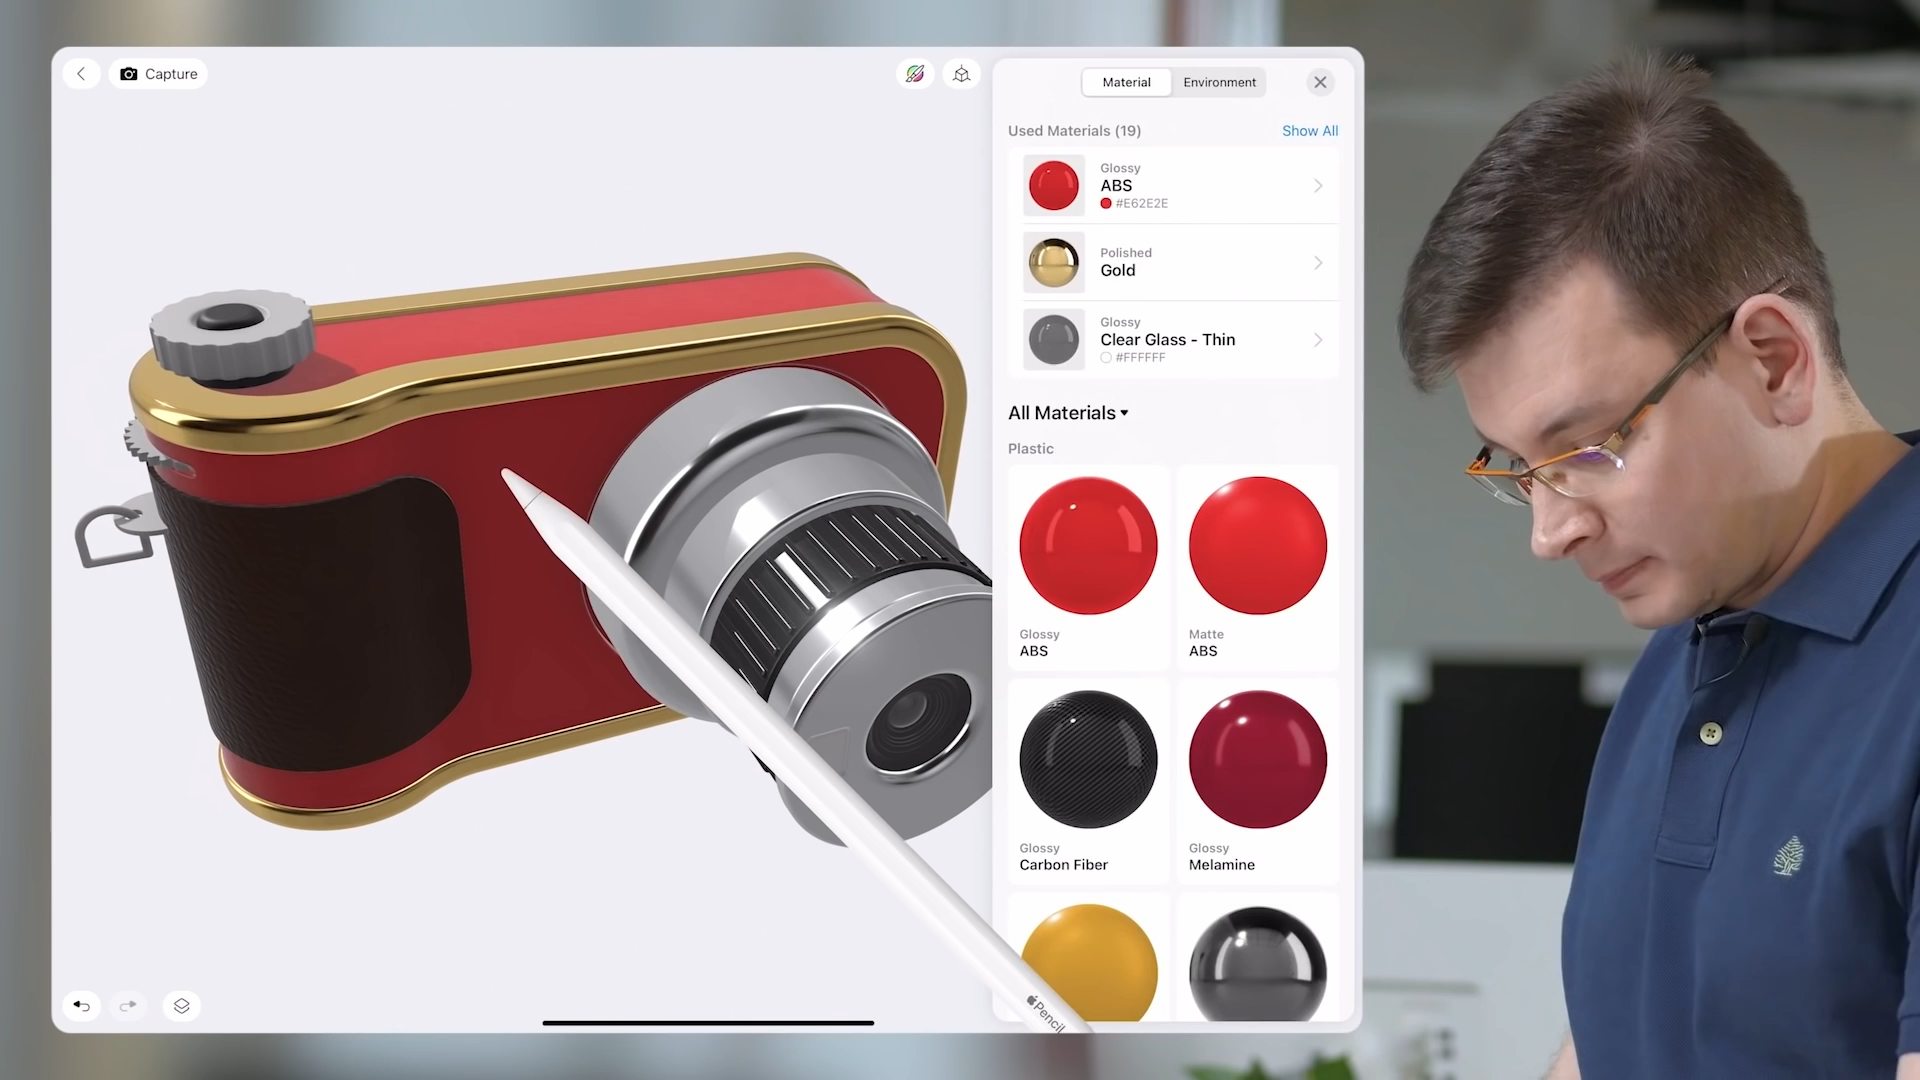 Capture
Material
Environment
Used Materials (19)
Show All
Glossy
ABS
#E62E2E
Polished
Gold
Glossy
Clear Glass - Thin
#FFFFFF
All Materials
Plastic
Glossy
ABS
Matte
ABS
Glossy
Carbon Fiber
Glossy
Melamine
Pencil